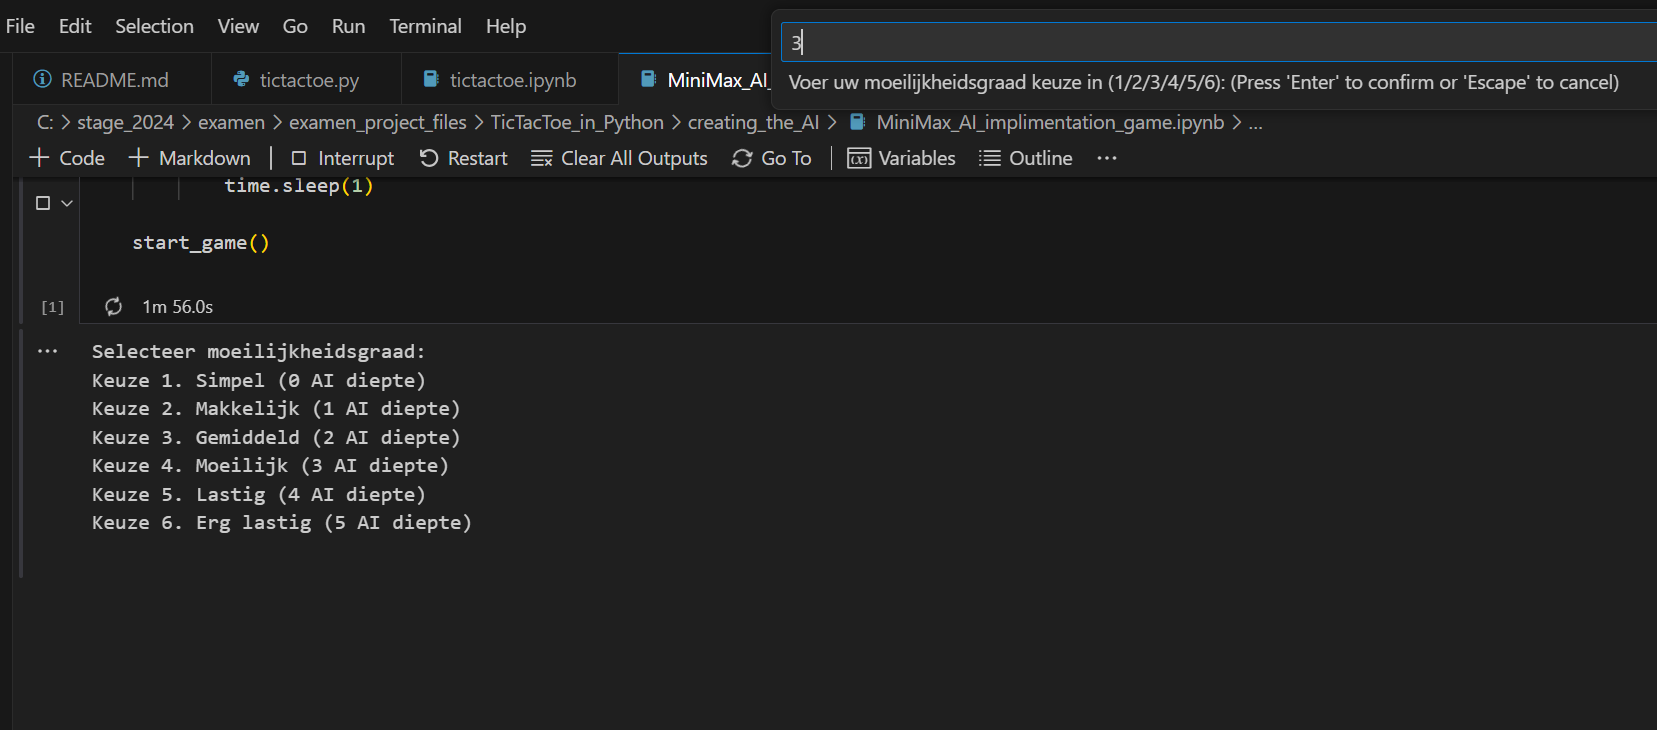 File Edit Selection View Go Run Terminal Help
3
Voer uw moeilijkheidsgraad keuze in (1/2/3/4/5/6): (Press 'Enter' to confirm or 'Escape' to cancel)
README.md tictactoe.py tictactoe.ipynb MiniMax_AI_
C: > stage_2024 > examen > examen_project_files > TicTacToe_in_Python > creating_the_AI > MiniMax_AI_implimentation_game.ipynb > ...
+ Code + Markdown | Interrupt Restart Clear All Outputs Go To | Variables Outline ...
time.sleep(1)
start_game()
[1] 1m 56.0s
... Selecteer moeilijkheidsgraad:
Keuze 1. Simpel (0 AI diepte)
Keuze 2. Makkelijk (1 AI diepte)
Keuze 3. Gemiddeld (2 AI diepte)
Keuze 4. Moeilijk (3 AI diepte)
Keuze 5. Lastig (4 AI diepte)
Keuze 6. Erg lastig (5 AI diepte)